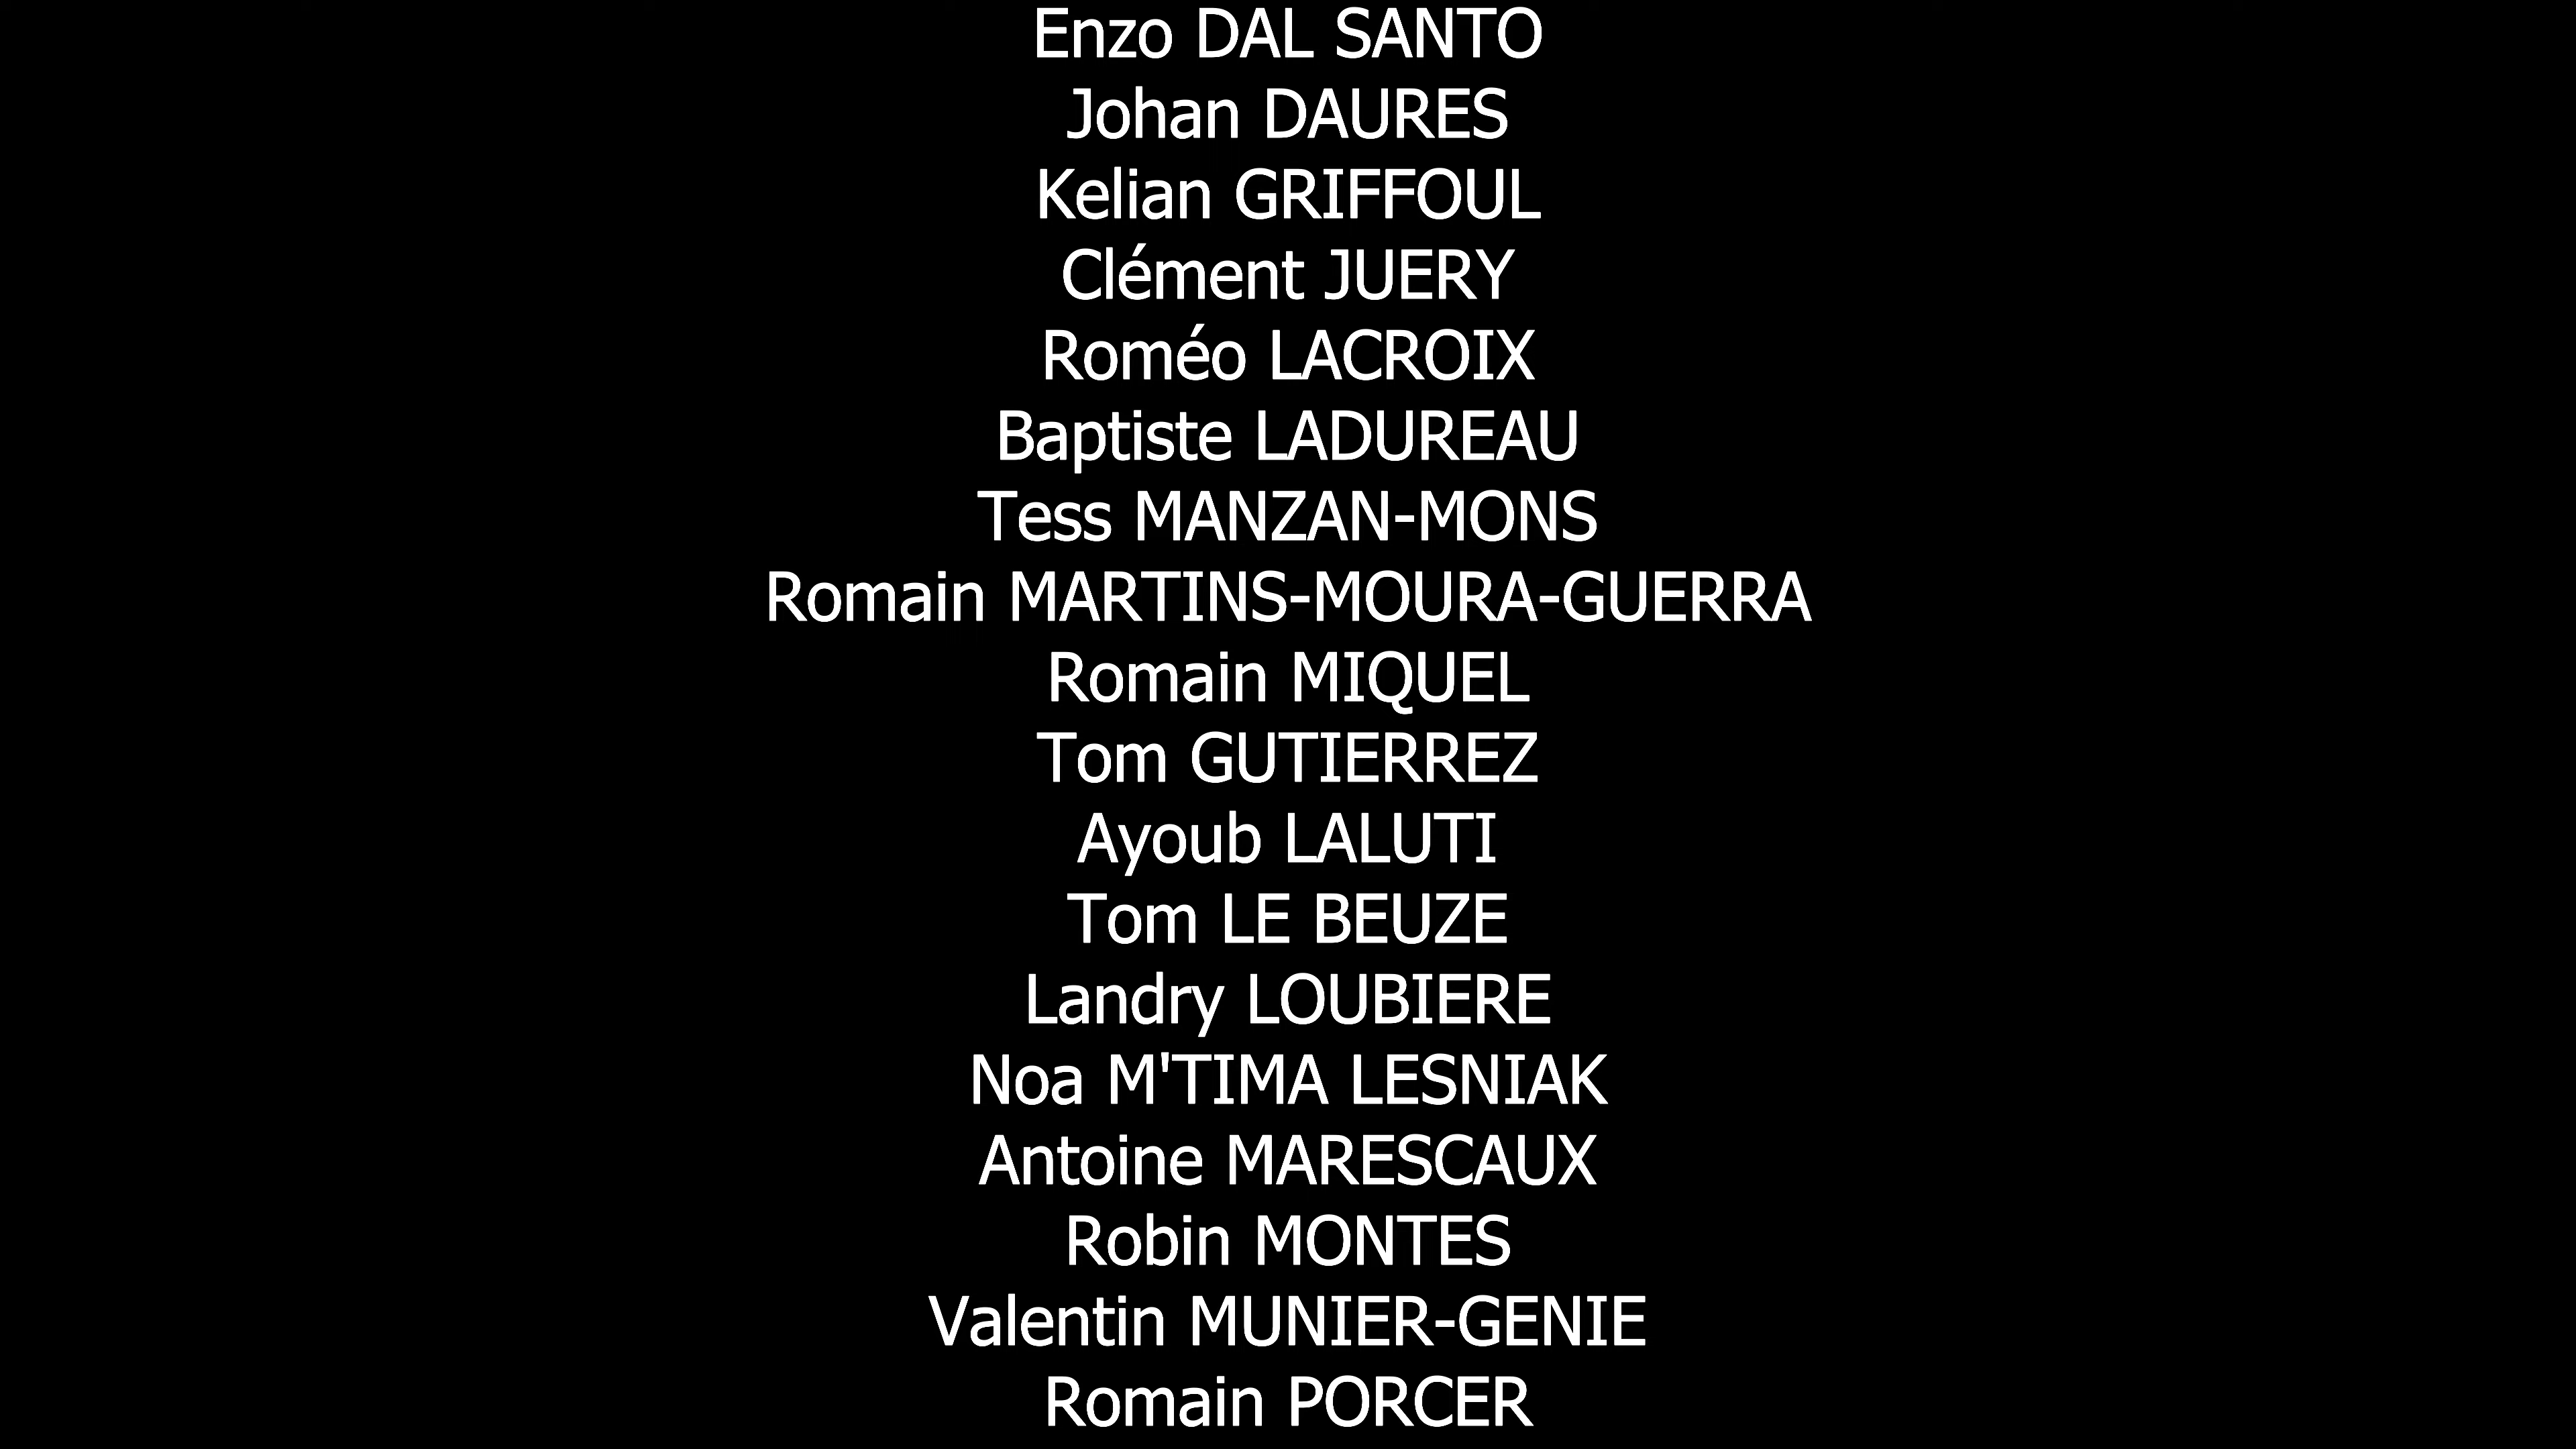 Enzo DAL SANTO
Johan DAURES
Kelian GRIFFOUL
Clément JUERY
Roméo LACROIX
Baptiste LADUREAU
Tess MANZAN-MONS
Romain MARTINS-MOURA-GUERRA
Romain MIQUEL
Tom GUTIERREZ
Ayoub LALUTI
Tom LE BEUZE
Landry LOUBIERE
Noa M'TIMA LESNIAK
Antoine MARESCAUX
Robin MONTES
Valentin MUNIER-GENIE
Romain PORCER